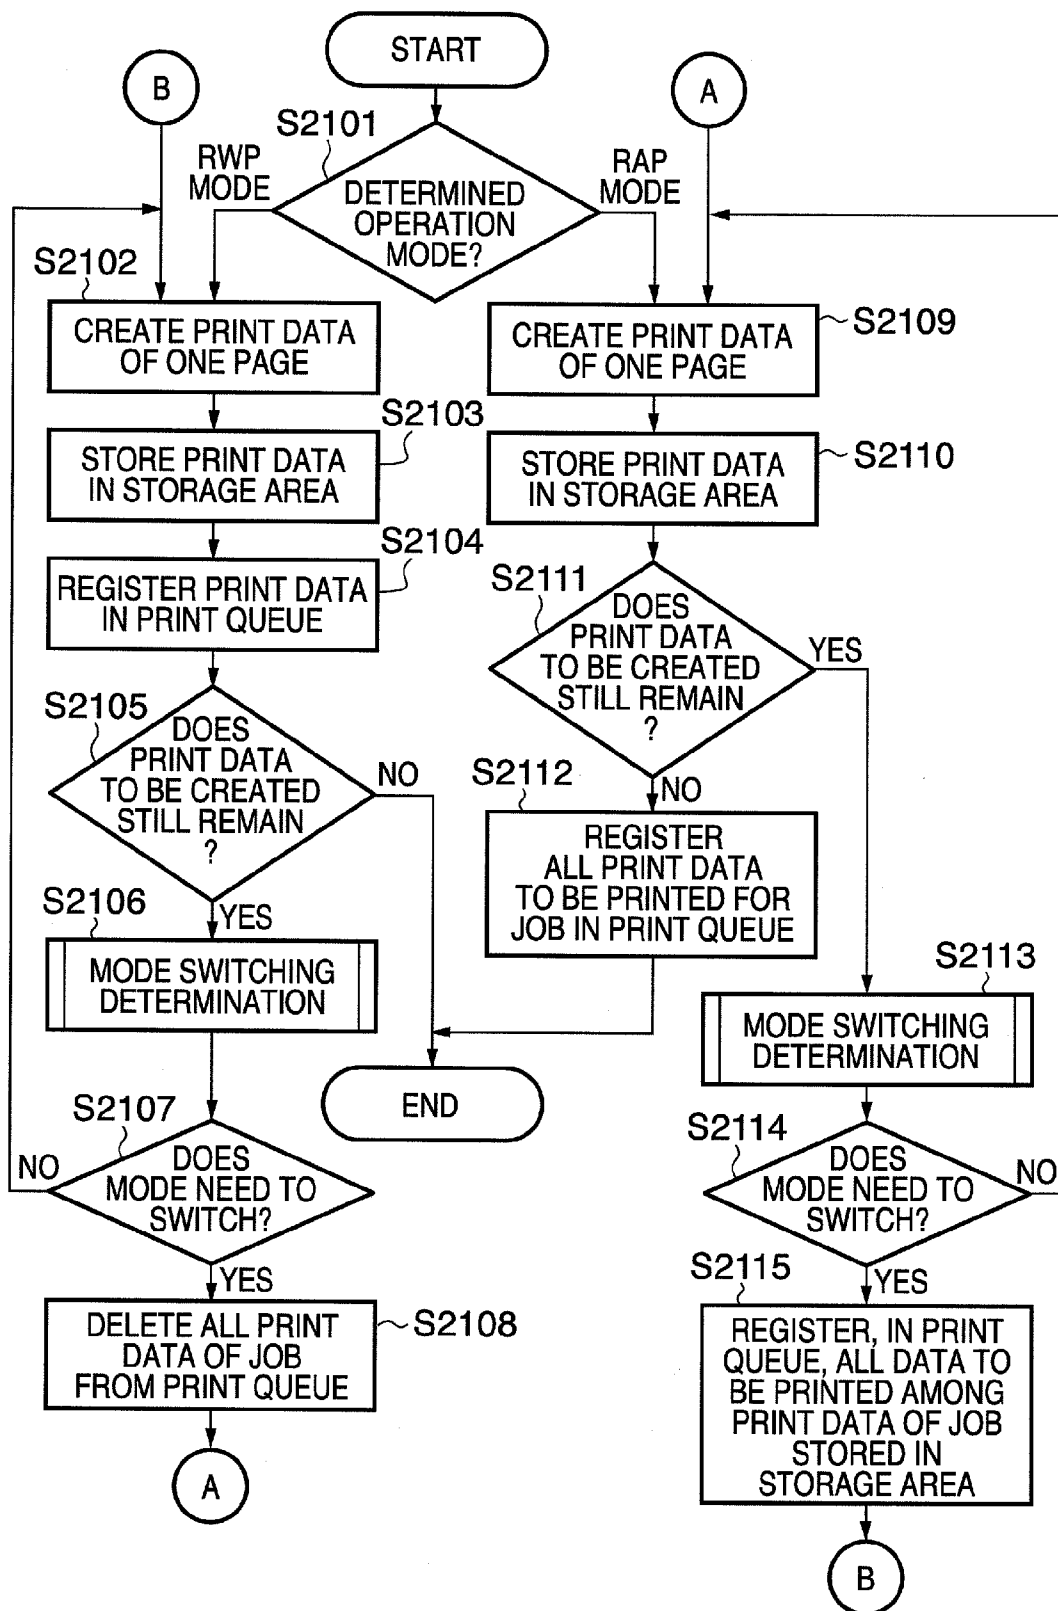 START
B
A
S2101
RWP
MODE
DETERMINED
OPERATION
MODE?
RAP
MODE
S2102
CREATE PRINT DATA
OF ONE PAGE
S2103
STORE PRINT DATA
IN STORAGE AREA
S2104
REGISTER PRINT DATA
IN PRINT QUEUE
S2105
DOES
PRINT DATA
TO BE CREATED
STILL REMAIN
?
NO
YES
S2106
MODE SWITCHING
DETERMINATION
S2107
DOES
MODE NEED TO
SWITCH?
NO
YES
DELETE ALL PRINT
DATA OF JOB
FROM PRINT QUEUE
S2108
A
CREATE PRINT DATA
OF ONE PAGE
S2109
STORE PRINT DATA
IN STORAGE AREA
S2110
S2111
DOES
PRINT DATA
TO BE CREATED
STILL REMAIN
?
YES
NO
S2112
REGISTER
ALL PRINT DATA
TO BE PRINTED FOR
JOB IN PRINT QUEUE
END
S2113
MODE SWITCHING
DETERMINATION
S2114
DOES
MODE NEED TO
SWITCH?
NO
YES
S2115
REGISTER, IN PRINT
QUEUE, ALL DATA TO
BE PRINTED AMONG
PRINT DATA OF JOB
STORED IN
STORAGE AREA
B